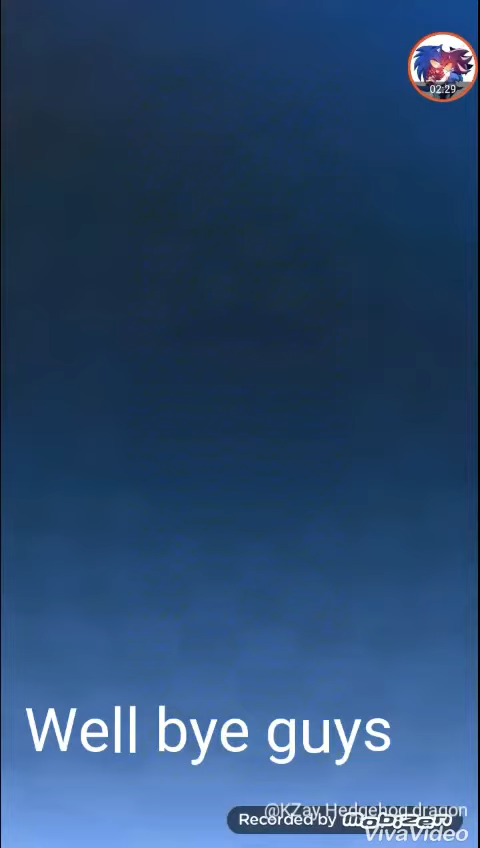 02:29
Well bye guys
@KZay Hedgehog dragon
Recorded by mobizen
VivaVideo